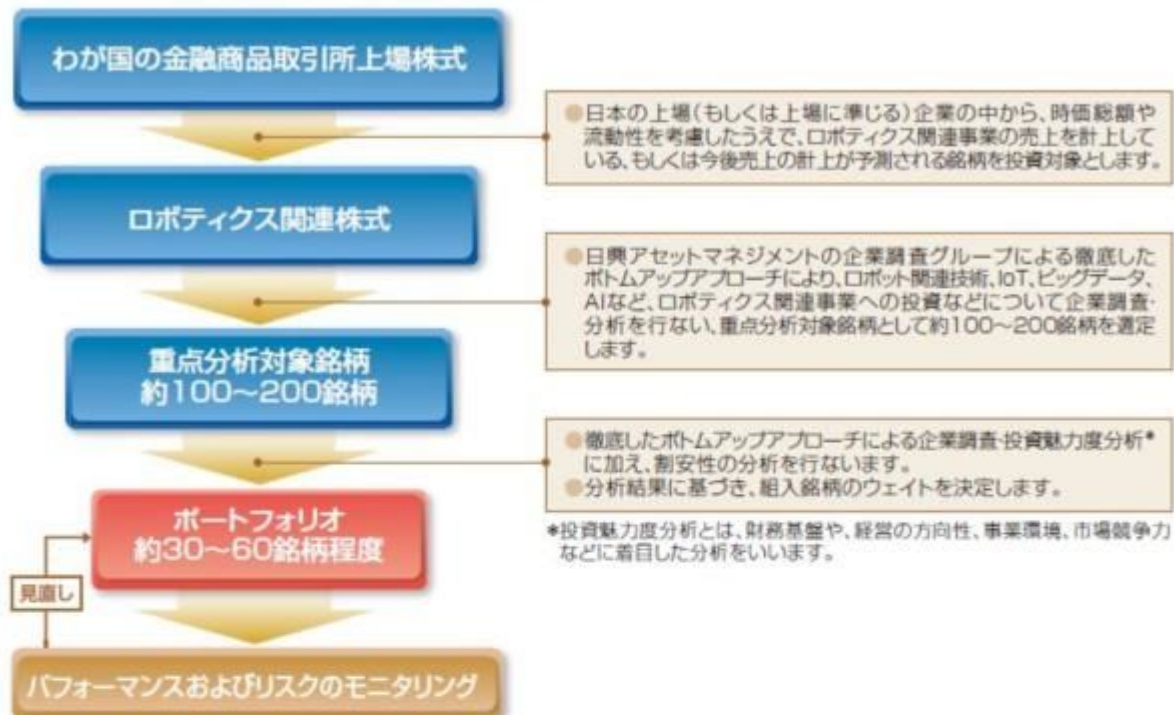 わが国の金融商品取引所上場株式
●日本の上場(もしくは上場に準じる)企業の中から、時価総額や
流動性を考慮したうえで、ロボティクス関連事業の売上を計上して
いる、もしくは今後売上の計上が予測される銘柄を投資対象とします。
ロボティクス関連株式
●日興アセットマネジメントの企業調査グループによる徹底した
ボトムアップアプローチにより、ロボット関連技術、IoT、ビッグデータ、
AIなど、ロボティクス関連事業への投資などについて企業調査・
分析を行ない、重点分析対象銘柄として約100～200銘柄を選定
します。
重点分析対象銘柄
約100～200銘柄
●徹底したボトムアップアプローチによる企業調査・投資魅力度分析*
に加え、割安性の分析を行ないます。
●分析結果に基づき、組入銘柄のウェイトを決定します。
ポートフォリオ
約30～60銘柄程度
*投資魅力度分析とは、財務基盤や、経営の方向性、事業環境、市場競争力
などに着目した分析をいいます。
見直し
パフォーマンスおよびリスクのモニタリング